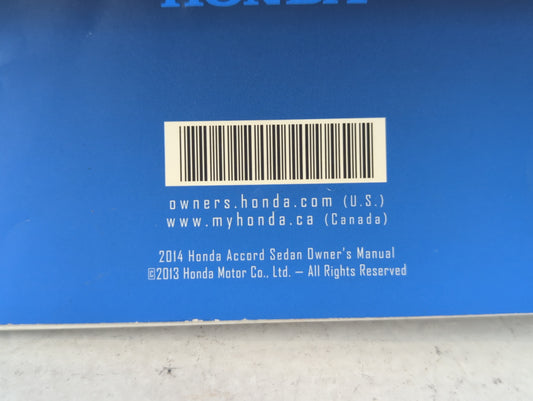 HONDA
owners.honda.com (U.S.)
www.myhonda.ca (Canada)
2014 Honda Accord Sedan Owner's Manual
©2013 Honda Motor Co., Ltd. – All Rights Reserved